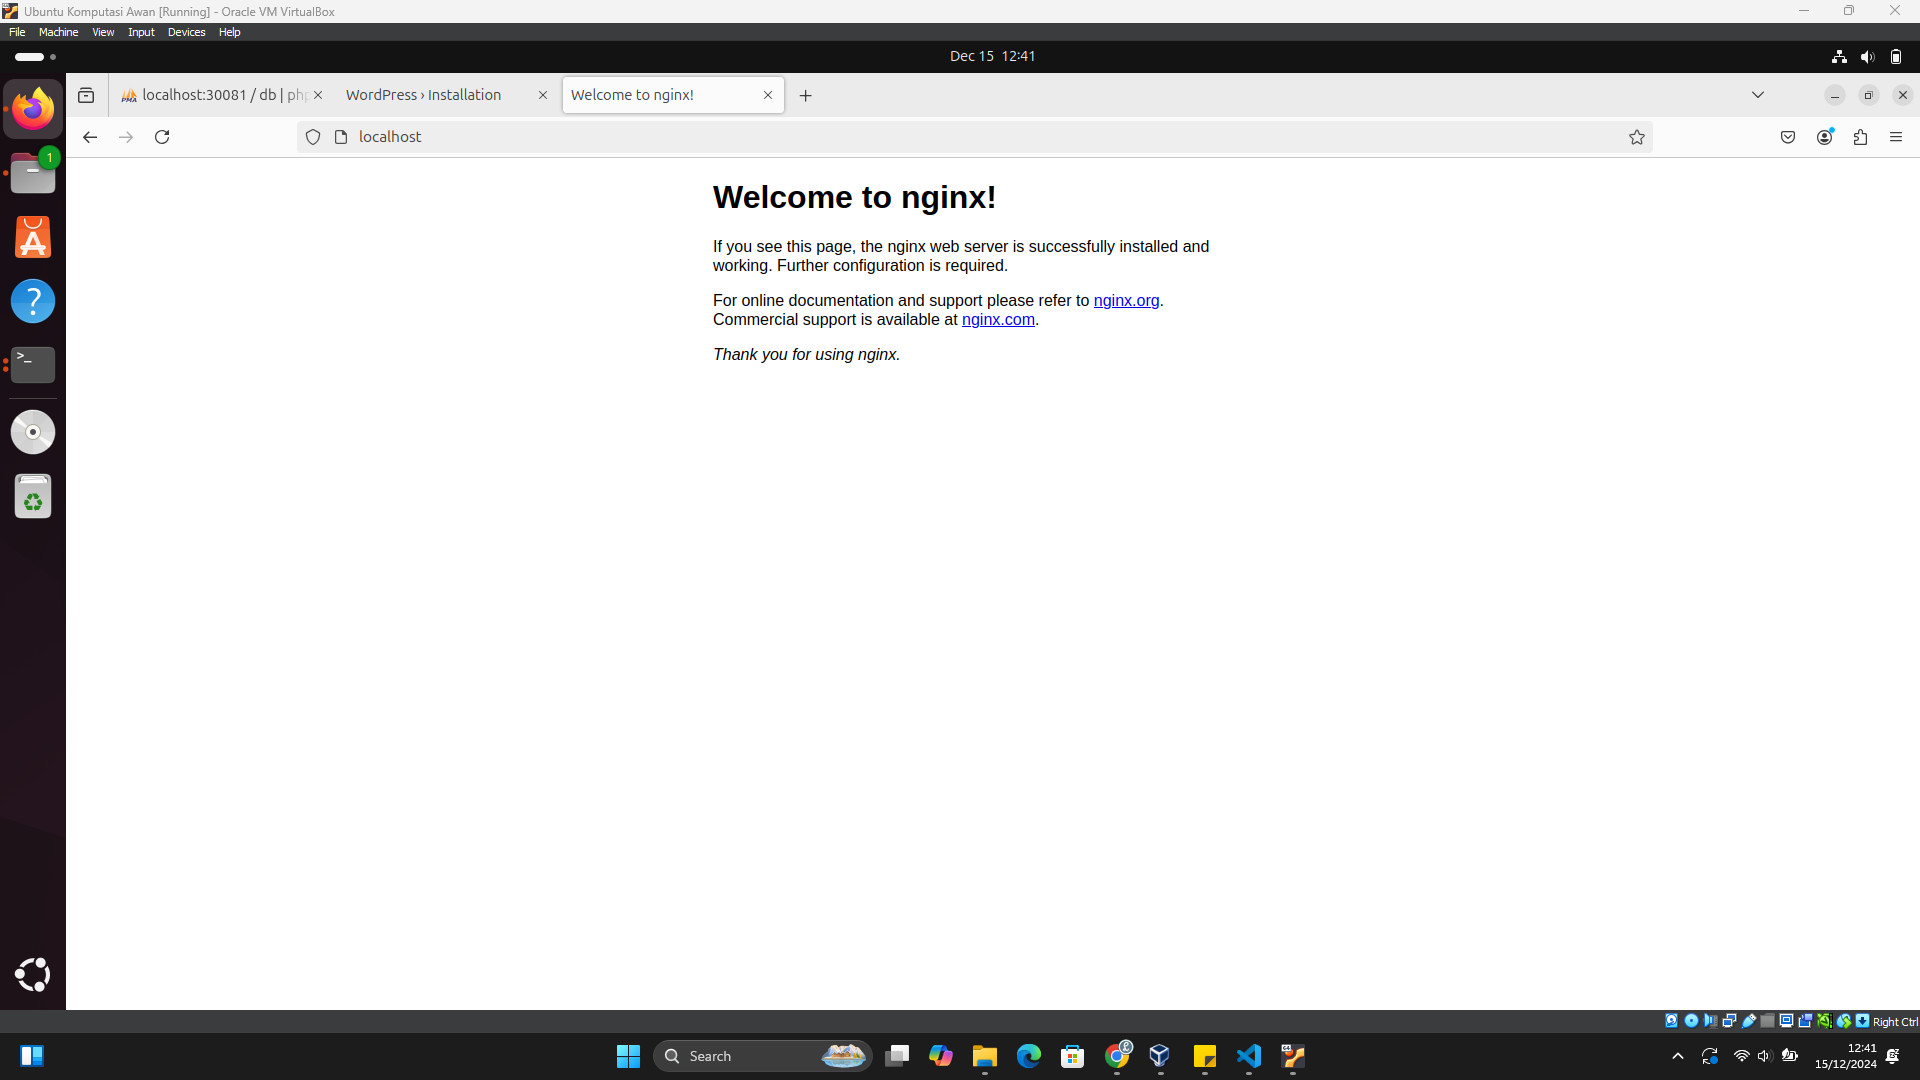 Ubuntu Komputasi Awan [Running] - Oracle VM VirtualBox
File Machine View Input Devices Help
Dec 15 12:41
localhost:30081 / db | php
WordPress › Installation
Welcome to nginx!
localhost
1
Welcome to nginx!
If you see this page, the nginx web server is successfully installed and
working. Further configuration is required.
For online documentation and support please refer to nginx.org.
Commercial support is available at nginx.com.
Thank you for using nginx.
Right Ctrl
Search
12:41
15/12/2024